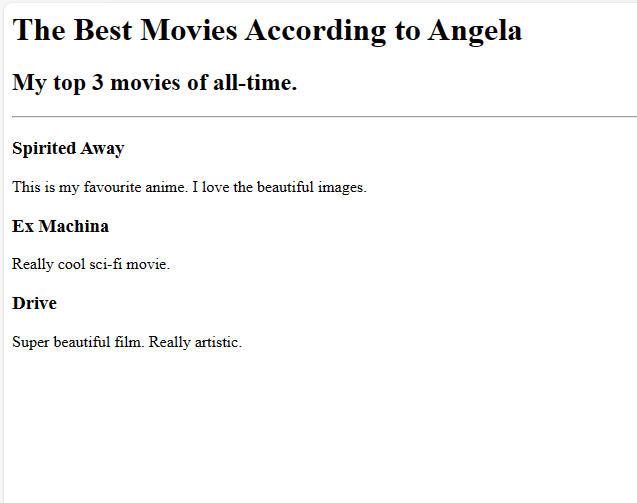 The Best Movies According to Angela
My top 3 movies of all-time.
Spirited Away
This is my favourite anime. I love the beautiful images.
Ex Machina
Really cool sci-fi movie.
Drive
Super beautiful film. Really artistic.